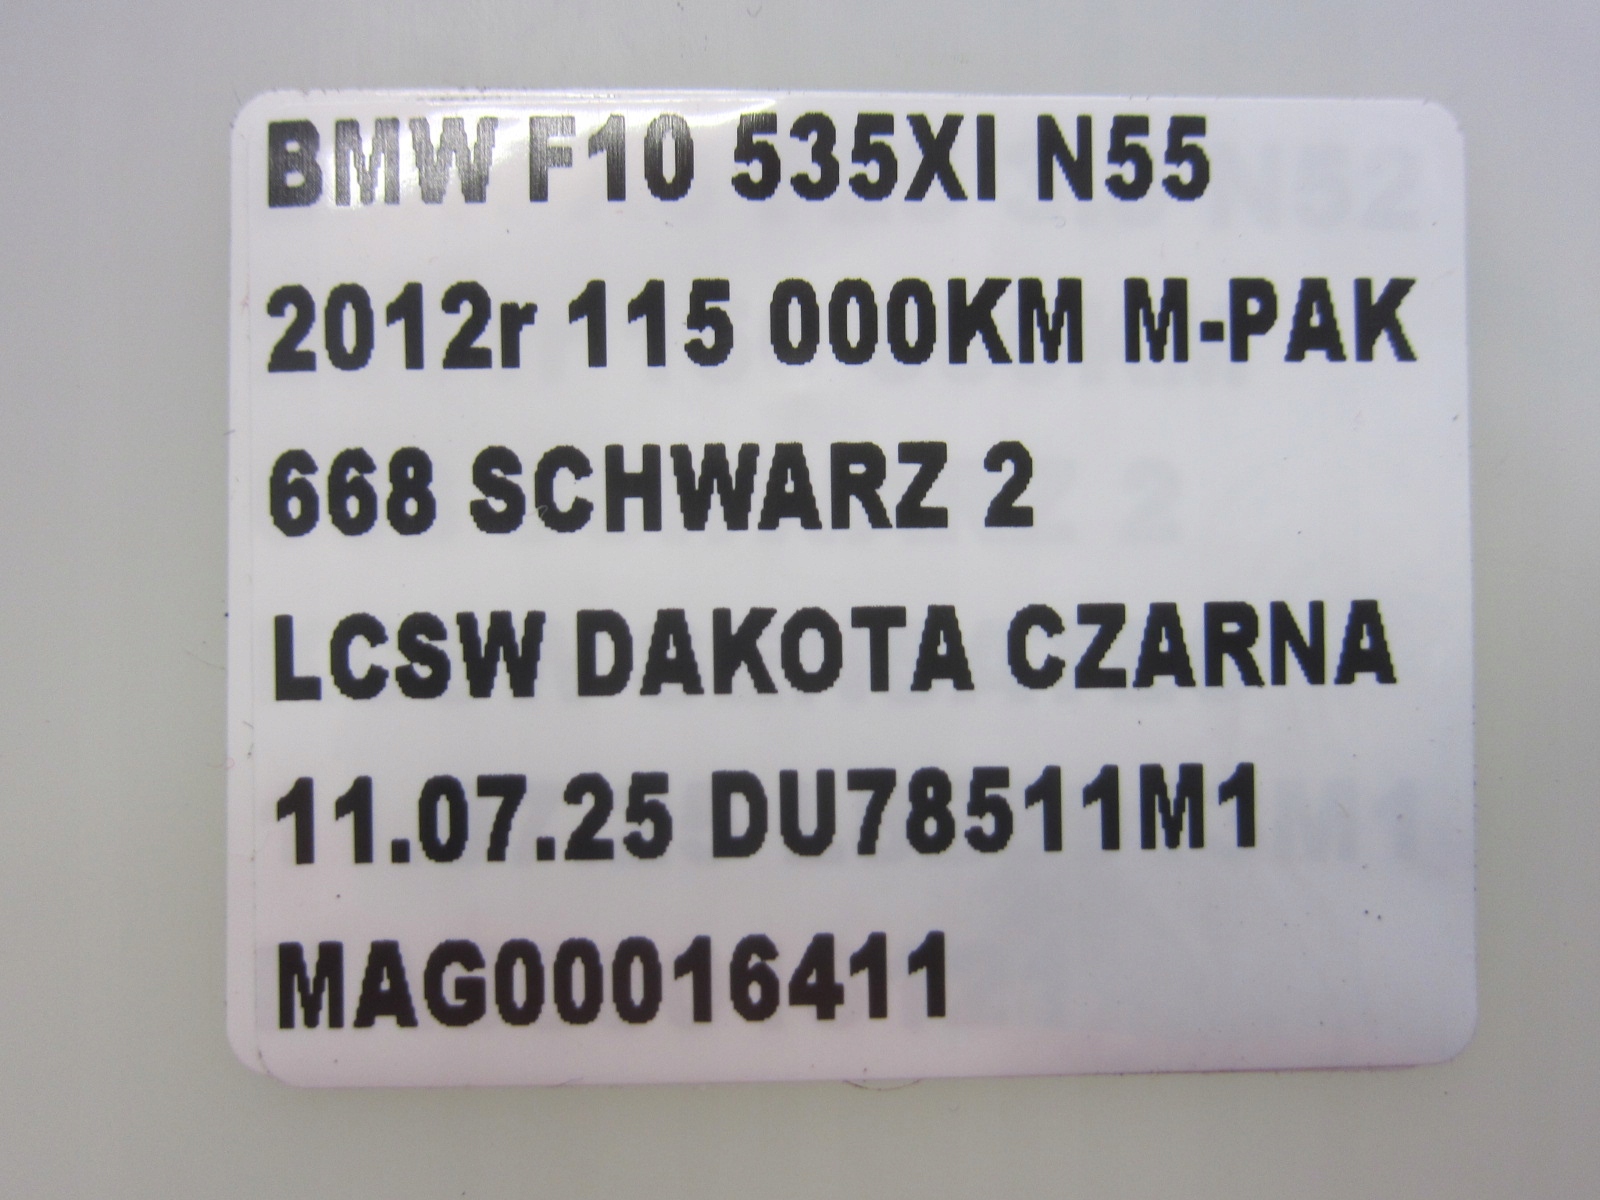 BMW F10 535XI N55
2012r 115 000KM M-PAK
668 SCHWARZ 2
LCSW DAKOTA CZARNA
11.07.25 DU78511M1
MAG00016411